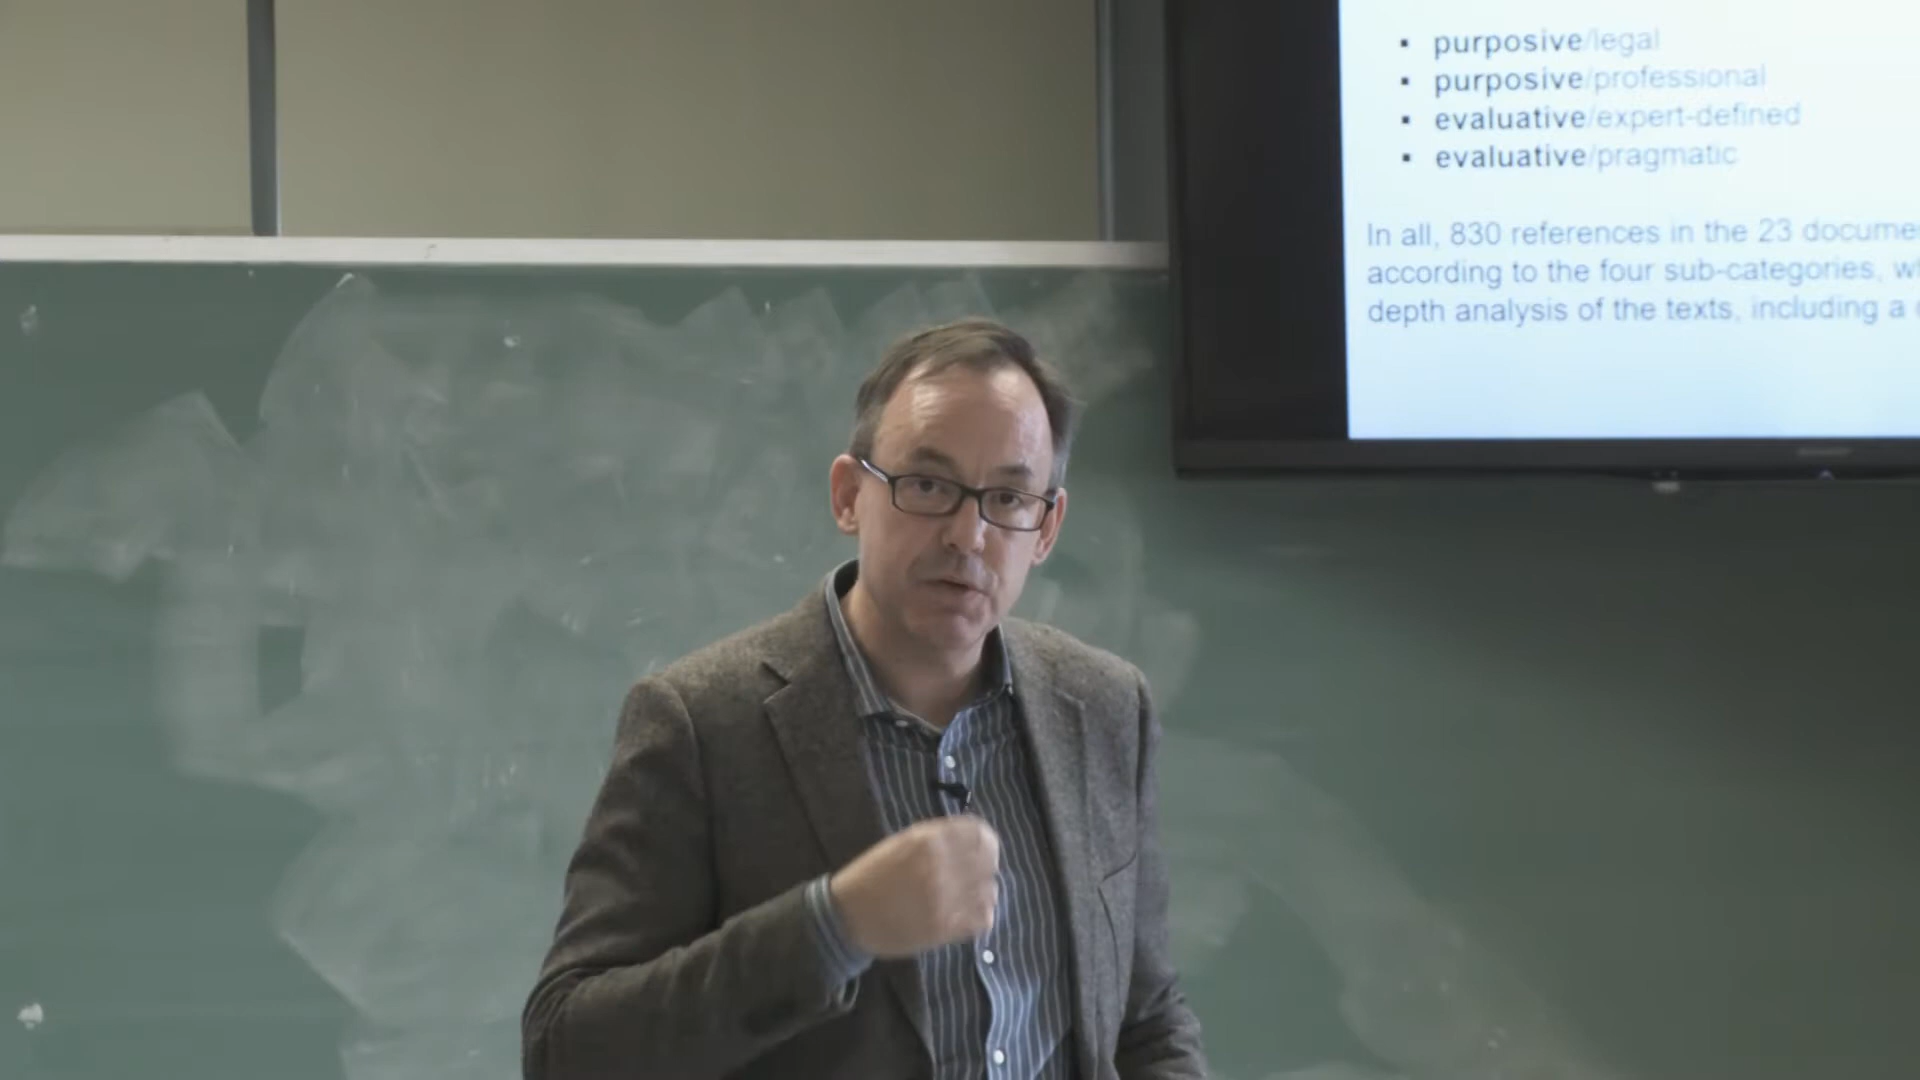 ▪ purposive/legal
▪ purposive/professional
▪ evaluative/expert-defined
▪ evaluative/pragmatic
In all, 830 references in the 23
according to the four sub-categories,
depth analysis of the texts, including a